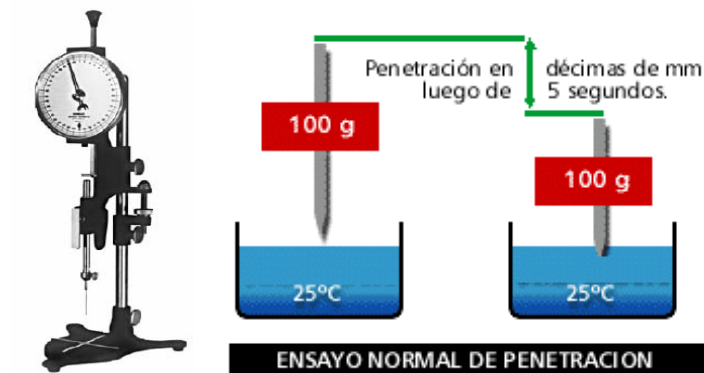 Penetración en décimas de mm
luego de 5 segundos.
100 g
100 g
25ºC
25ºC
ENSAYO NORMAL DE PENETRACION